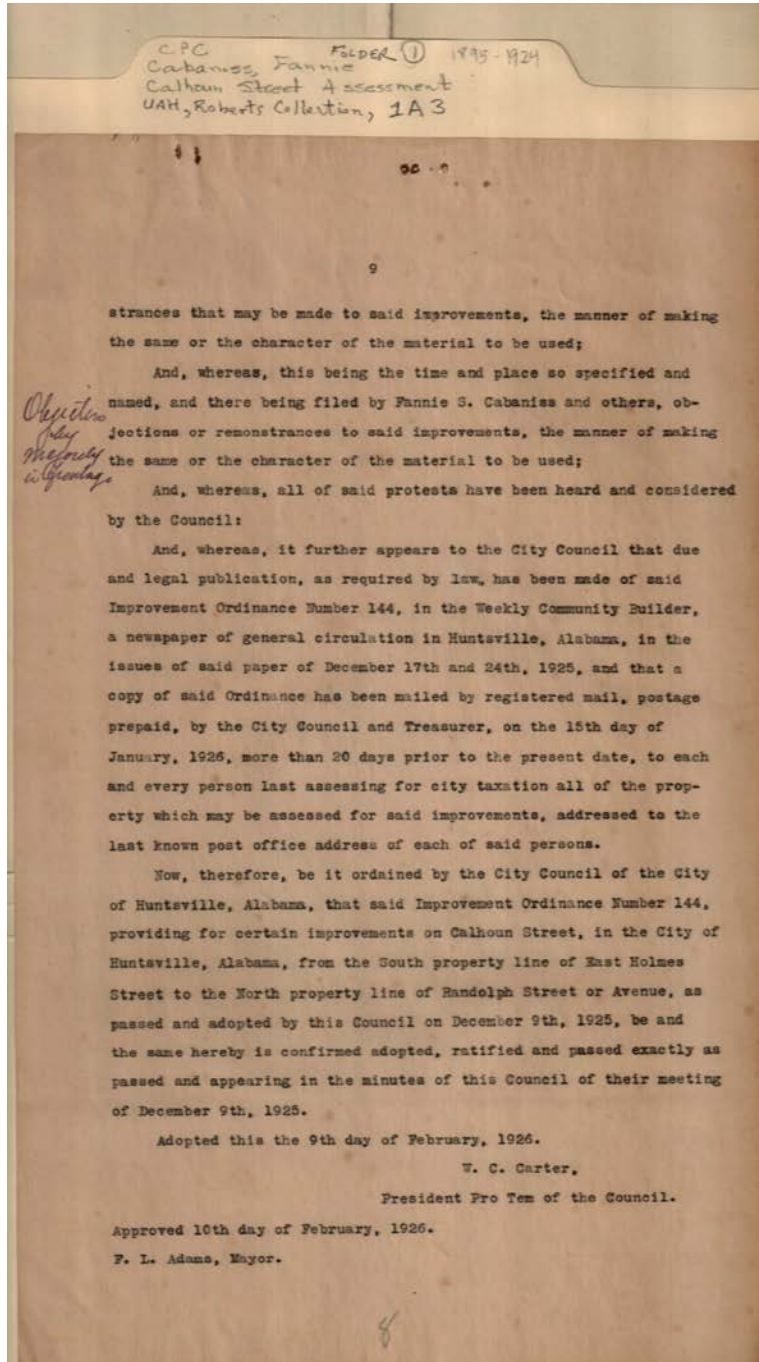 CPC FOLDER 1 1895-1924
Cabaniss, Fannie
Calhoun Street Assessment
UAH, Roberts Collection, 1A3
9
strances that may be made to said improvements, the manner of making
the same or the character of the material to be used;
And, whereas, this being the time and place so specified and
named, and there being filed by Fannie S. Cabaniss and others, ob-
jections or remonstrances to said improvements, the manner of making
the same or the character of the material to be used;
Objection
by
majority
in frontage
And, whereas, all of said protests have been heard and considered
by the Council:
And, whereas, it further appears to the City Council that due
and legal publication, as required by law, has been made of said
Improvement Ordinance Number 144, in the Weekly Community Builder,
a newspaper of general circulation in Huntsville, Alabama, in the
issues of said paper of December 17th and 24th, 1925, and that a
copy of said Ordinance has been mailed by registered mail, postage
prepaid, by the City Council and Treasurer, on the 15th day of
January, 1926, more than 20 days prior to the present date, to each
and every person last assessing for city taxation all of the prop-
erty which may be assessed for said improvements, addressed to the
last known post office address of each of said persons.
Now, therefore, be it ordained by the City Council of the City
of Huntsville, Alabama, that said Improvement Ordinance Number 144,
providing for certain improvements on Calhoun Street, in the City of
Huntsville, Alabama, from the South property line of East Holmes
Street to the North property line of Randolph Street or Avenue, as
passed and adopted by this Council on December 9th, 1925, be and
the same hereby is confirmed adopted, ratified and passed exactly as
passed and appearing in the minutes of this Council of their meeting
of December 9th, 1925.
Adopted this the 9th day of February, 1926.
W. C. Carter,
President Pro Tem of the Council.
Approved 10th day of February, 1926.
F. L. Adams, Mayor.
8